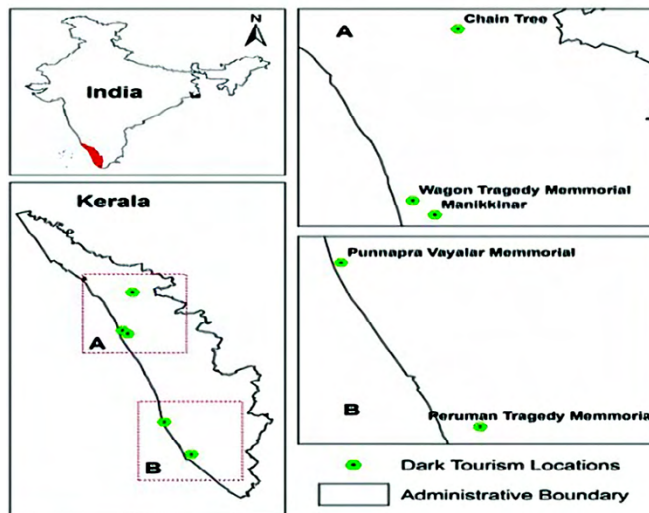 N
India
Kerala
A
B
A
Chain Tree
Wagon Tragedy Memmorial
Manikkinar
Punnapra Vayalar Memmorial
B
Peruman Tragedy Memmoria
Dark Tourism Locations
Administrative Boundary